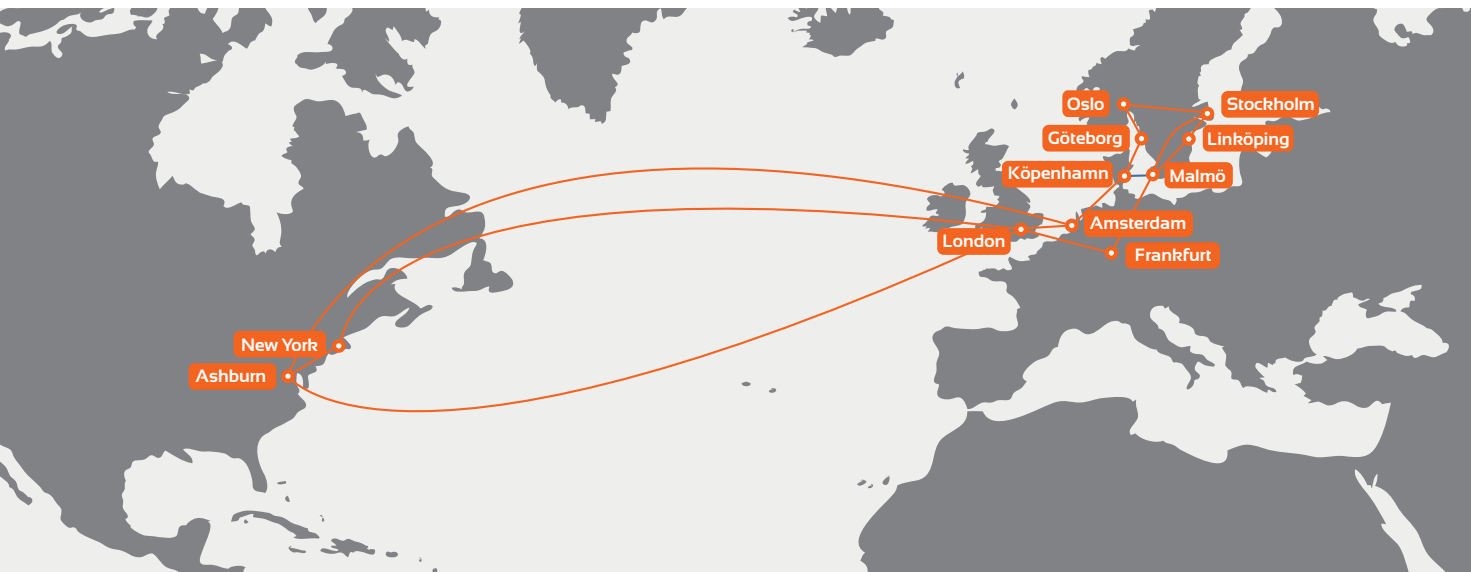 Oslo
Stockholm
Göteborg
Linköping
Köpenhamn
Malmö
Amsterdam
London
Frankfurt
New York
Ashburn